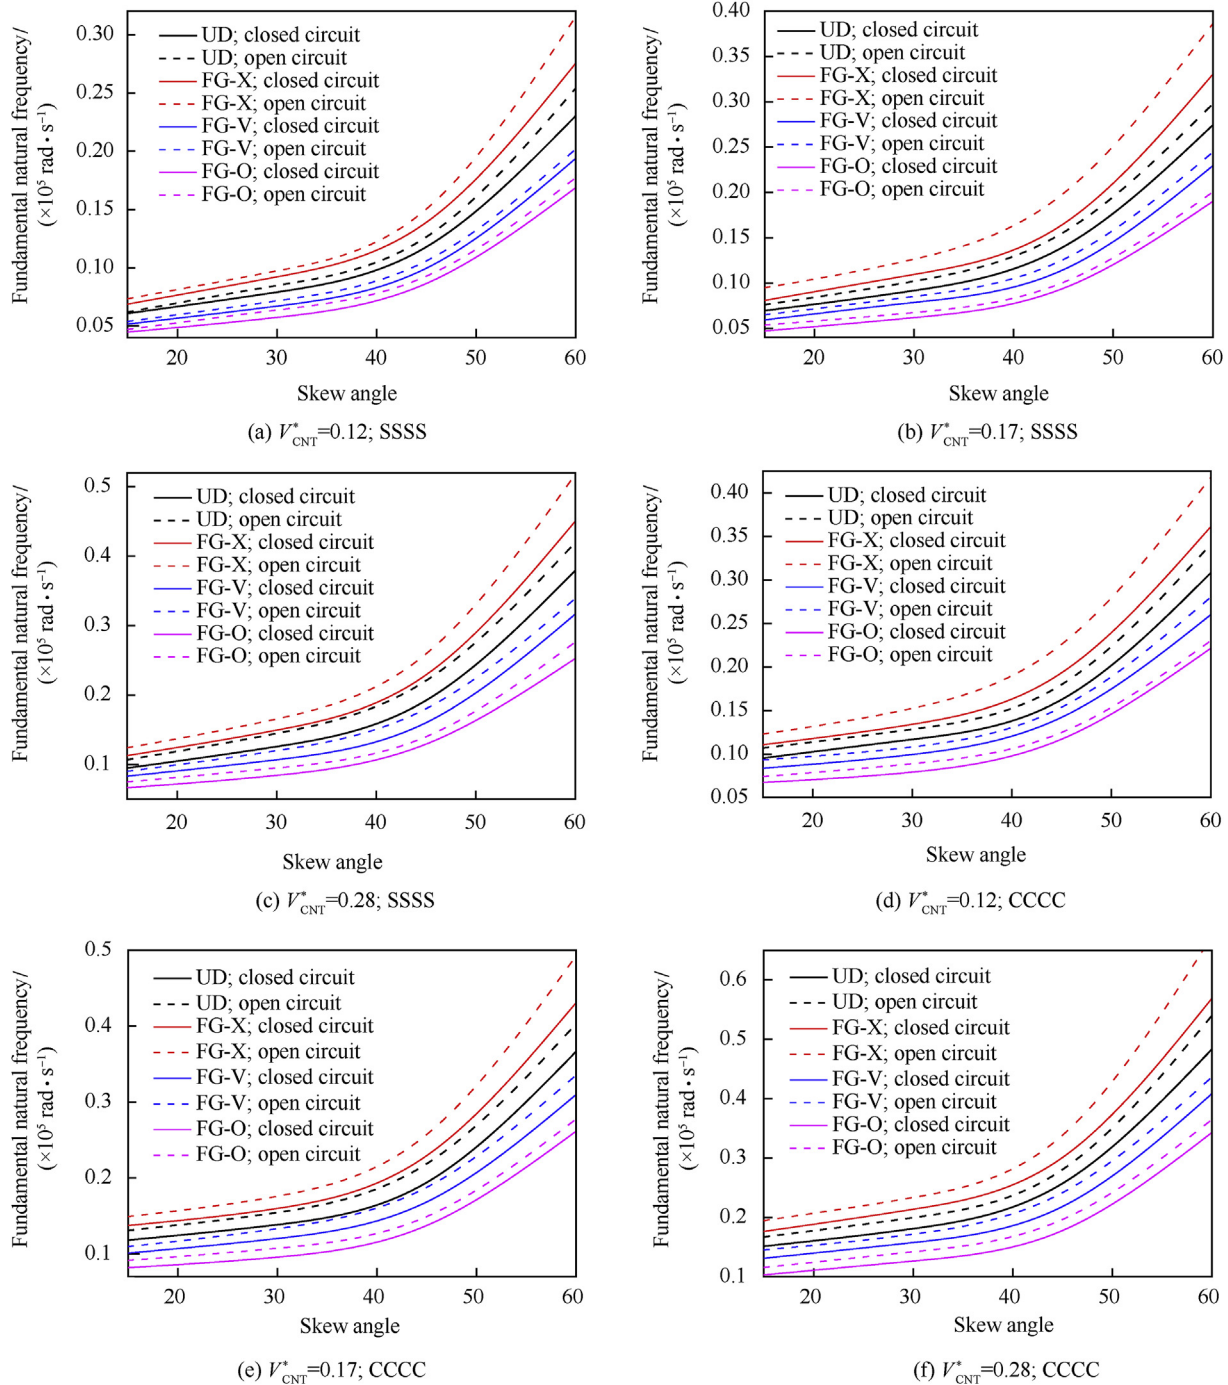 Fundamental natural frequency/
(×10⁵ rad • s⁻¹)
0.30
0.25
0.20
0.15
0.10
0.05
UD; closed circuit
UD; open circuit
FG-X; closed circuit
FG-X; open circuit
FG-V; closed circuit
FG-V; open circuit
FG-O; closed circuit
FG-O; open circuit
20 30 40 50 60
Skew angle
(a) V*CNT=0.12; SSSS
Fundamental natural frequency/
(×10⁵ rad • s⁻¹)
0.40
0.35
0.30
0.25
0.20
0.15
0.10
0.05
UD; closed circuit
UD; open circuit
FG-X; closed circuit
FG-X; open circuit
FG-V; closed circuit
FG-V; open circuit
FG-O; closed circuit
FG-O; open circuit
20 30 40 50 60
Skew angle
(b) V*CNT=0.17; SSSS
Fundamental natural frequency/
(×10⁵ rad • s⁻¹)
0.5
0.4
0.3
0.2
0.1
UD; closed circuit
UD; open circuit
FG-X; closed circuit
FG-X; open circuit
FG-V; closed circuit
FG-V; open circuit
FG-O; closed circuit
FG-O; open circuit
20 30 40 50 60
Skew angle
(c) V*CNT=0.28; SSSS
Fundamental natural frequency/
(×10⁵ rad • s⁻¹)
0.40
0.35
0.30
0.25
0.20
0.15
0.10
0.05
UD; closed circuit
UD; open circuit
FG-X; closed circuit
FG-X; open circuit
FG-V; closed circuit
FG-V; open circuit
FG-O; closed circuit
FG-O; open circuit
20 30 40 50 60
Skew angle
(d) V*CNT=0.12; CCCC
Fundamental natural frequency/
(×10⁵ rad • s⁻¹)
0.5
0.4
0.3
0.2
0.1
UD; closed circuit
UD; open circuit
FG-X; closed circuit
FG-X; open circuit
FG-V; closed circuit
FG-V; open circuit
FG-O; closed circuit
FG-O; open circuit
20 30 40 50 60
Skew angle
(e) V*CNT=0.17; CCCC
Fundamental natural frequency/
(×10⁵ rad • s⁻¹)
0.6
0.5
0.4
0.3
0.2
0.1
UD; closed circuit
UD; open circuit
FG-X; closed circuit
FG-X; open circuit
FG-V; closed circuit
FG-V; open circuit
FG-O; closed circuit
FG-O; open circuit
20 30 40 50 60
Skew angle
(f) V*CNT=0.28; CCCC